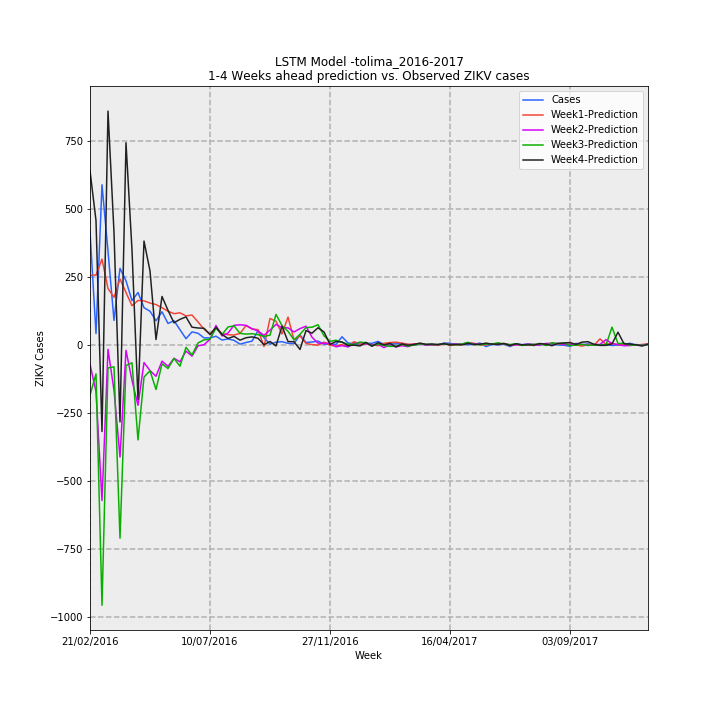 LSTM Model -tolima_2016-2017
1-4 Weeks ahead prediction vs. Observed ZIKV cases
Cases
Week1-Prediction
Week2-Prediction
Week3-Prediction
Week4-Prediction
ZIKV Cases
750
500
250
0
−250
−500
−750
−1000
21/02/2016
10/07/2016
27/11/2016
16/04/2017
03/09/2017
Week